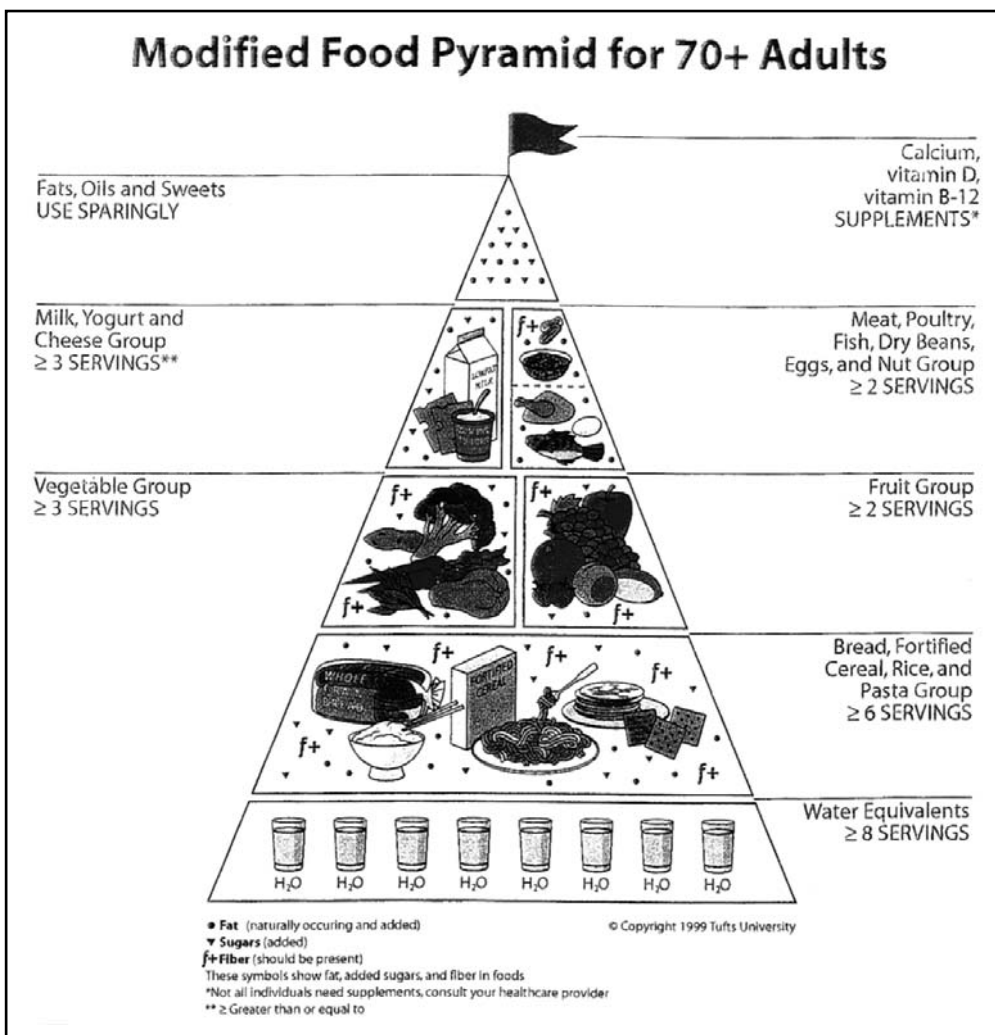 Modified Food Pyramid for 70+ Adults
Calcium,
vitamin D,
vitamin B-12
SUPPLEMENTS*
Fats, Oils and Sweets
USE SPARINGLY
Milk, Yogurt and
Cheese Group
≥ 3 SERVINGS**
Meat, Poultry,
Fish, Dry Beans,
Eggs, and Nut Group
≥ 2 SERVINGS
f+
LOWFAT
MILK
Vegetable Group
≥ 3 SERVINGS
Fruit Group
≥ 2 SERVINGS
f+
f+
f+
f+
Bread, Fortified
Cereal, Rice, and
Pasta Group
≥ 6 SERVINGS
f+
f+
f+
WHOLE
FORTIFIED
CEREAL
f+
f+
Water Equivalents
≥ 8 SERVINGS
H₂O H₂O H₂O H₂O H₂O H₂O H₂O H₂O
• Fat (naturally occuring and added)
© Copyright 1999 Tufts University
▼ Sugars (added)
f+ Fiber (should be present)
These symbols show fat, added sugars, and fiber in foods
*Not all individuals need supplements, consult your healthcare provider
** ≥ Greater than or equal to